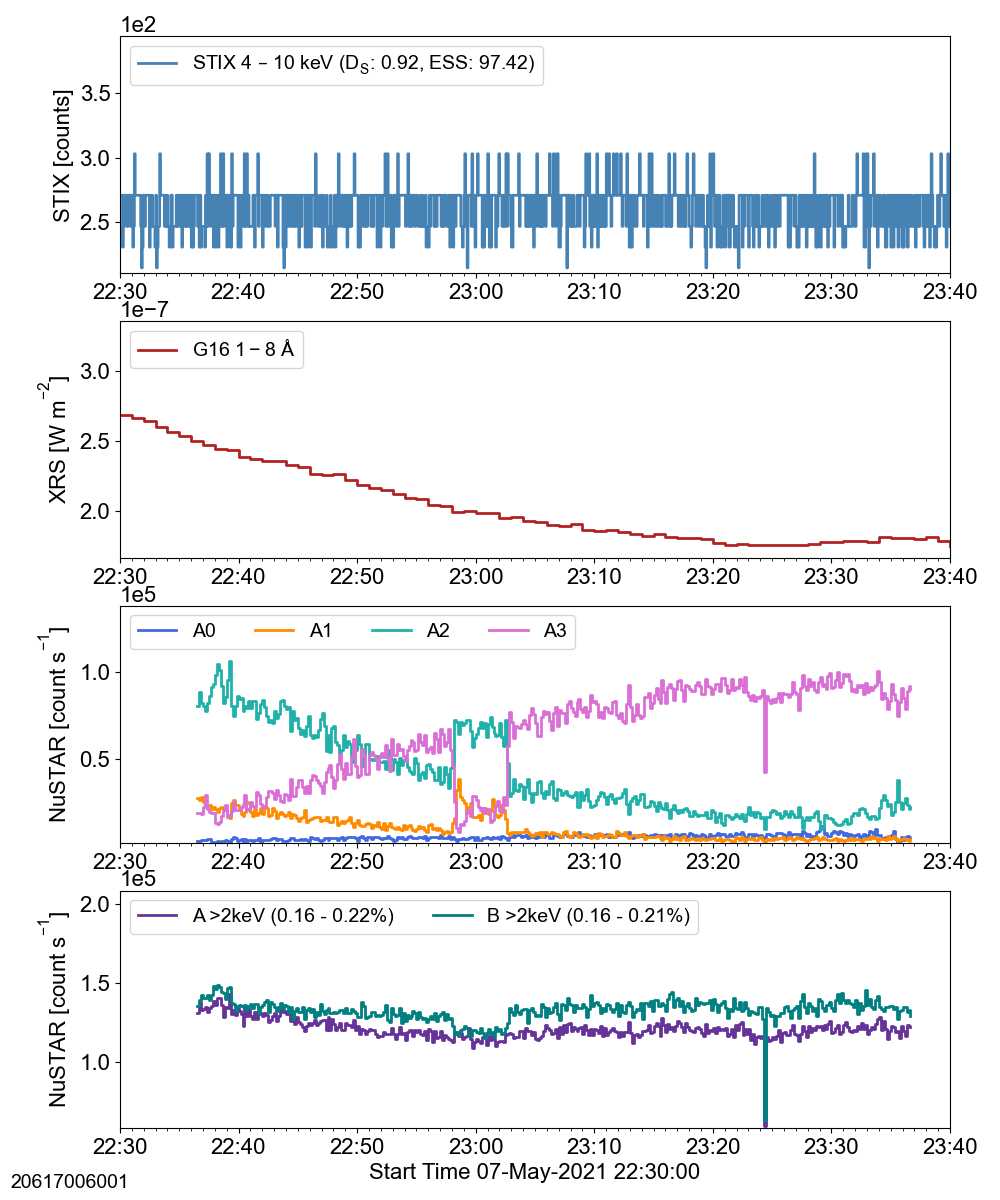 1e2
STIX 4 − 10 keV (D_S: 0.92, ESS: 97.42)
STIX [counts]
3.5
3.0
2.5
22:30 22:40 22:50 23:00 23:10 23:20 23:30 23:40
1e−7
G16 1 − 8 Å
XRS [W m⁻²]
3.0
2.5
2.0
22:30 22:40 22:50 23:00 23:10 23:20 23:30 23:40
1e5
A0 A1 A2 A3
NuSTAR [count s⁻¹]
1.0
0.5
22:30 22:40 22:50 23:00 23:10 23:20 23:30 23:40
1e5
A >2keV (0.16 - 0.22%) B >2keV (0.16 - 0.21%)
NuSTAR [count s⁻¹]
2.0
1.5
1.0
22:30 22:40 22:50 23:00 23:10 23:20 23:30 23:40
Start Time 07-May-2021 22:30:00
20617006001